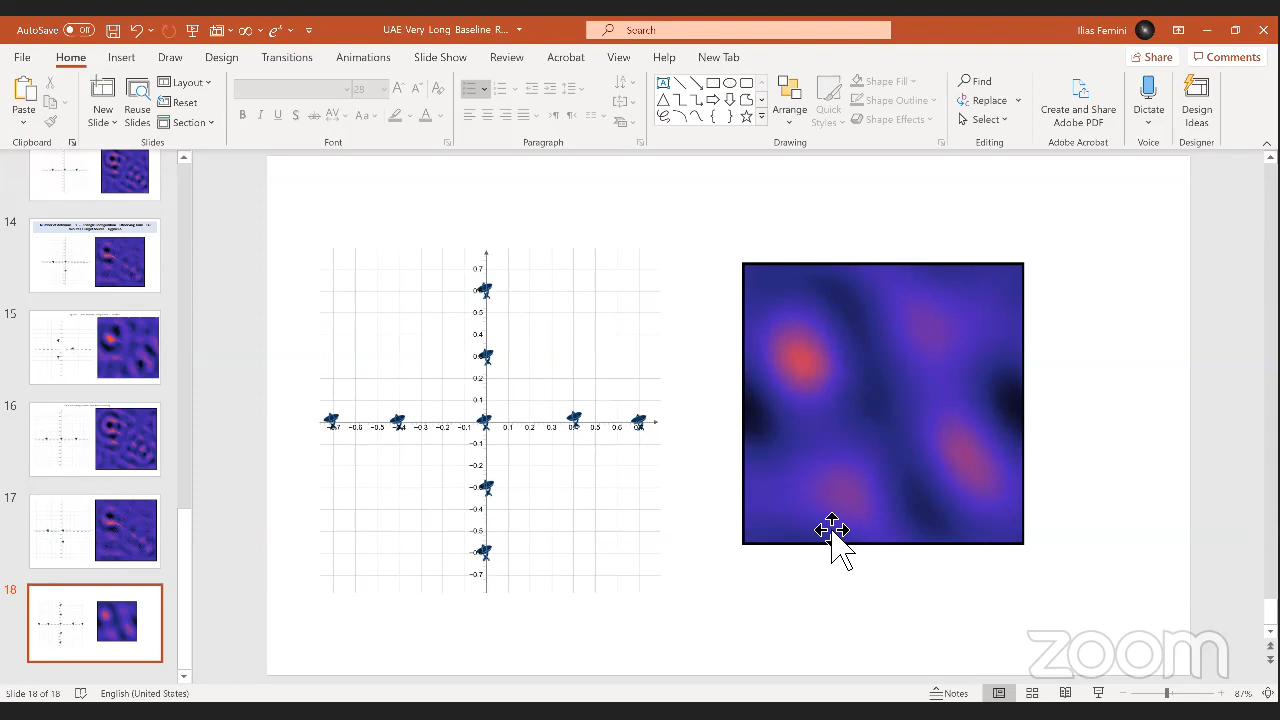 AutoSave Off UAE Very Long Baseline R... Search Ilias Fernini
File Home Insert Draw Design Transitions Animations Slide Show Review View Help Acrobat New Tab Share Comments
Paste New Slide Reuse Slides Layout Reset Section 28 Arrange Quick Styles Shape Fill Shape Outline Shape Effects Find Replace Select Create and Share Adobe PDF Dictate Design Ideas
Clipboard Slides Font Paragraph Drawing Editing Adobe Acrobat Voice Designer
14
15
16
17
18
0.7
0.5
0.4
0.2
0.1
-0.5 -0.3 -0.2 -0.1 0.1 0.2 0.3 0.5 0.6
-0.1
-0.2
-0.4
-0.5
-0.7
zoom
Slide 18 of 18 English (United States) Notes 87%